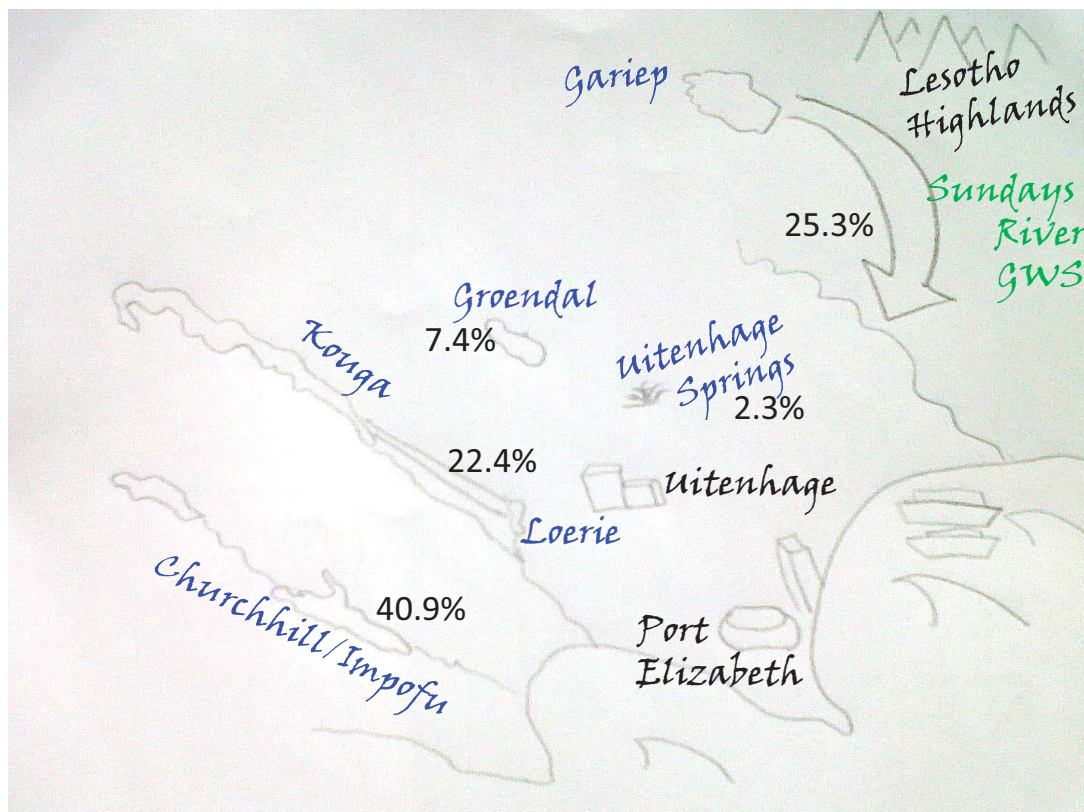 Gariep
Lesotho
Highlands
Sundays
River
GWS
25.3%
Groendal
7.4%
Kouga
Uitenhage
Springs
2.3%
22.4%
Uitenhage
Loerie
Churchhill/Impofu
40.9%
Port
Elizabeth